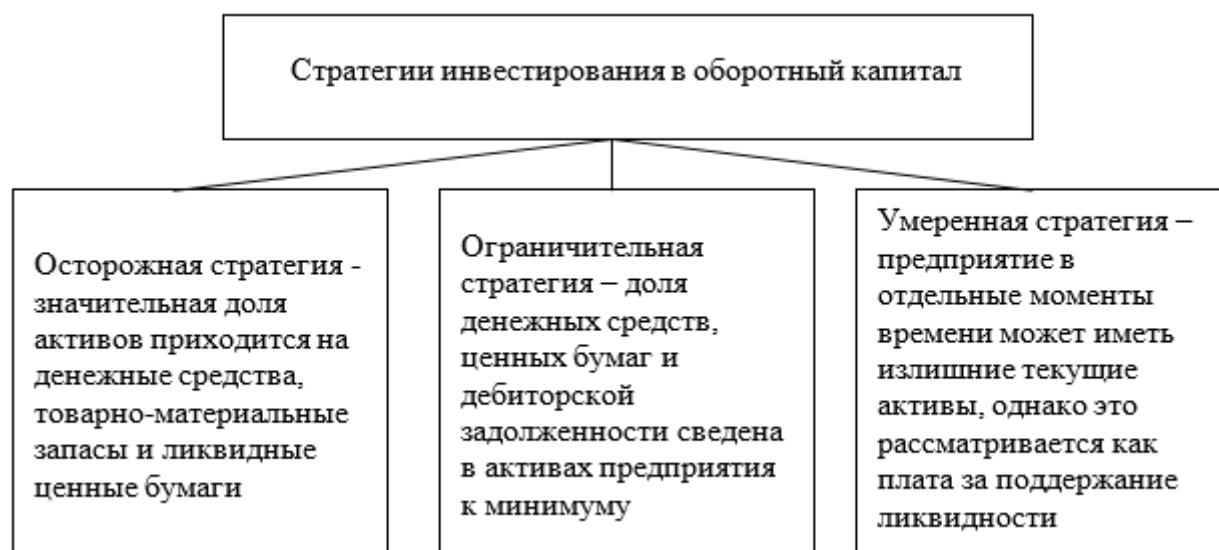 Стратегии инвестирования в оборотный капитал
Осторожная стратегия -
значительная доля
активов приходится на
денежные средства,
товарно-материальные
запасы и ликвидные
ценные бумаги
Ограничительная
стратегия – доля
денежных средств,
ценных бумаг и
дебиторской
задолженности сведена
в активах предприятия
к минимуму
Умеренная стратегия –
предприятие в
отдельные моменты
времени может иметь
излишние текущие
активы, однако это
рассматривается как
плата за поддержание
ликвидности